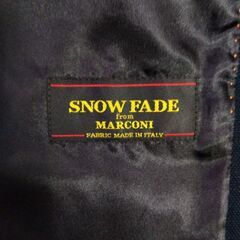 SNOW FADE
from
MARCONI
FABRIC MADE IN ITALY